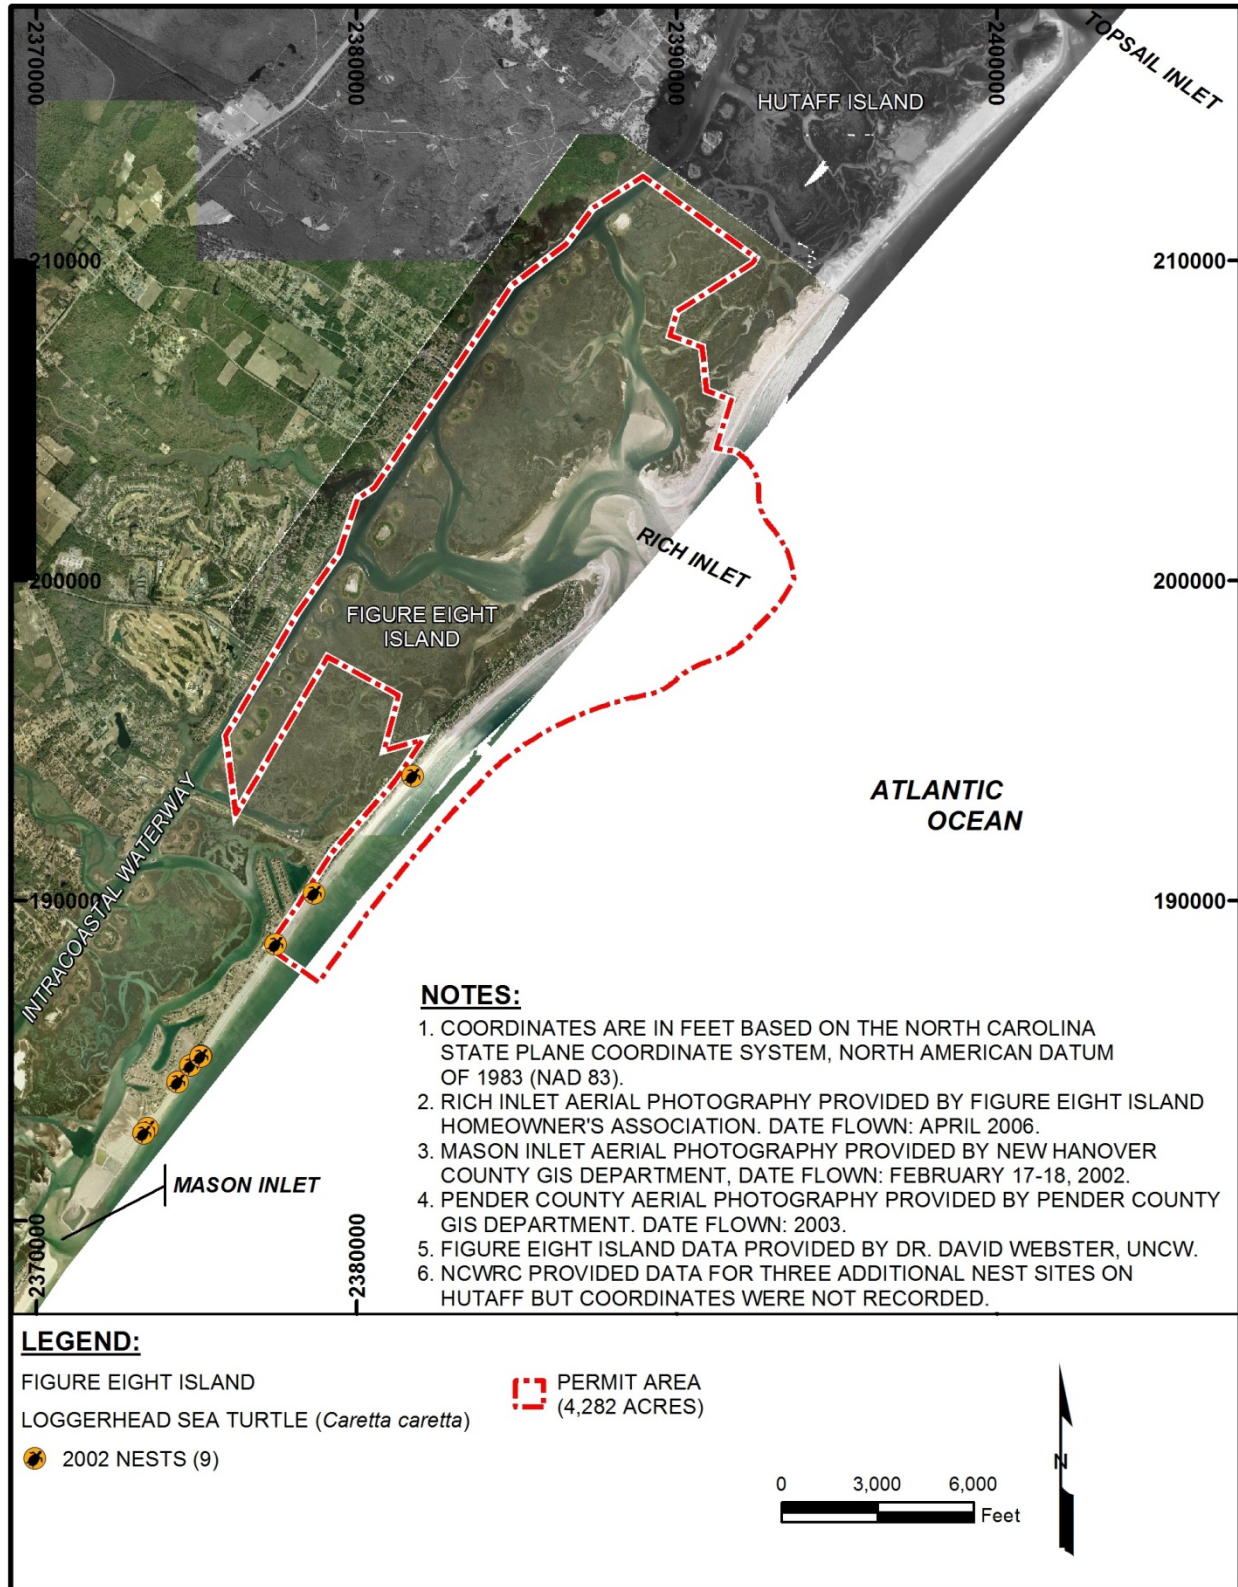 2370000
2380000
2390000
2400000
TOPSAIL INLET
HUTAFF ISLAND
210000
210000
RICH INLET
200000
200000
FIGURE EIGHT
ISLAND
INTRACOASTAL WATERWAY
ATLANTIC
OCEAN
190000
190000
MASON INLET
2370000
2380000
NOTES:
1. COORDINATES ARE IN FEET BASED ON THE NORTH CAROLINA
STATE PLANE COORDINATE SYSTEM, NORTH AMERICAN DATUM
OF 1983 (NAD 83).
2. RICH INLET AERIAL PHOTOGRAPHY PROVIDED BY FIGURE EIGHT ISLAND
HOMEOWNER'S ASSOCIATION. DATE FLOWN: APRIL 2006.
3. MASON INLET AERIAL PHOTOGRAPHY PROVIDED BY NEW HANOVER
COUNTY GIS DEPARTMENT, DATE FLOWN: FEBRUARY 17-18, 2002.
4. PENDER COUNTY AERIAL PHOTOGRAPHY PROVIDED BY PENDER COUNTY
GIS DEPARTMENT. DATE FLOWN: 2003.
5. FIGURE EIGHT ISLAND DATA PROVIDED BY DR. DAVID WEBSTER, UNCW.
6. NCWRC PROVIDED DATA FOR THREE ADDITIONAL NEST SITES ON
HUTAFF BUT COORDINATES WERE NOT RECORDED.
LEGEND:
FIGURE EIGHT ISLAND
LOGGERHEAD SEA TURTLE (Caretta caretta)
2002 NESTS (9)
PERMIT AREA
(4,282 ACRES)
0 3,000 6,000
Feet
N